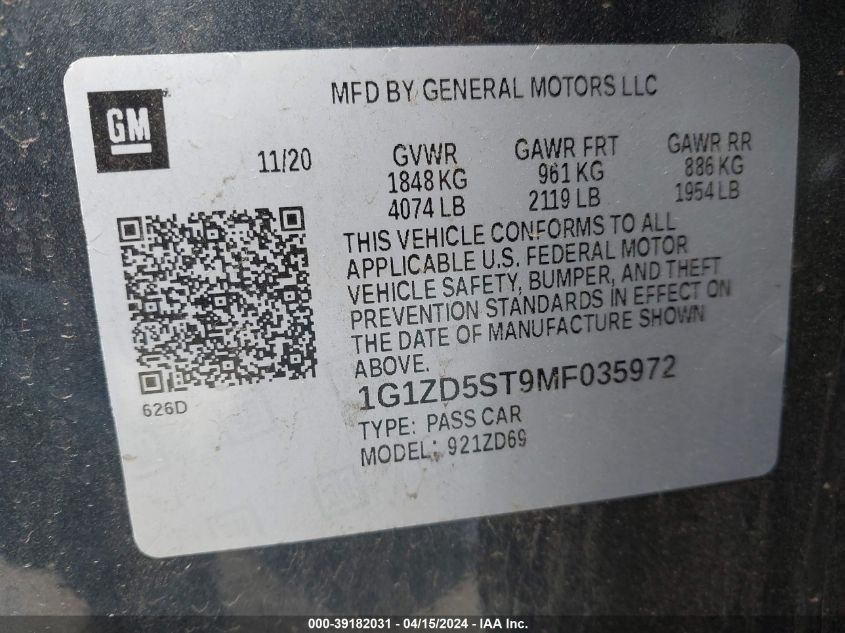 MFD BY GENERAL MOTORS LLC
GM
11/20
GVWR
1848 KG
4074 LB
GAWR FRT
961 KG
2119 LB
GAWR RR
886 KG
1954 LB
THIS VEHICLE CONFORMS TO ALL
APPLICABLE U.S. FEDERAL MOTOR
VEHICLE SAFETY, BUMPER, AND THEFT
PREVENTION STANDARDS IN EFFECT ON
THE DATE OF MANUFACTURE SHOWN
ABOVE.
626D
1G1ZD5ST9MF035972
TYPE: PASS CAR
MODEL: 921ZD69
000-39182031 - 04/15/2024 - IAA Inc.